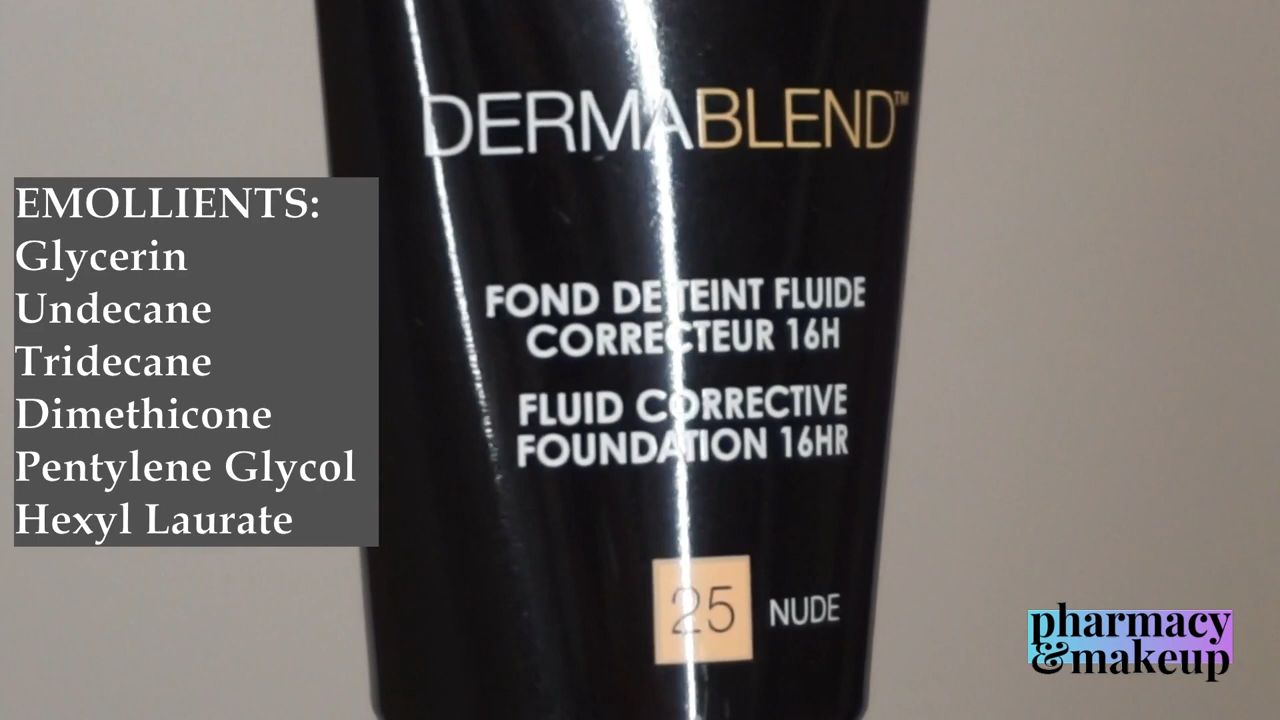 DERMABLEND™
EMOLLIENTS:
Glycerin
Undecane
Tridecane
Dimethicone
Pentylene Glycol
Hexyl Laurate
FOND DE TEINT FLUIDE
CORRECTEUR 16H
FLUID CORRECTIVE
FOUNDATION 16HR
25 NUDE
pharmacy
&makeup